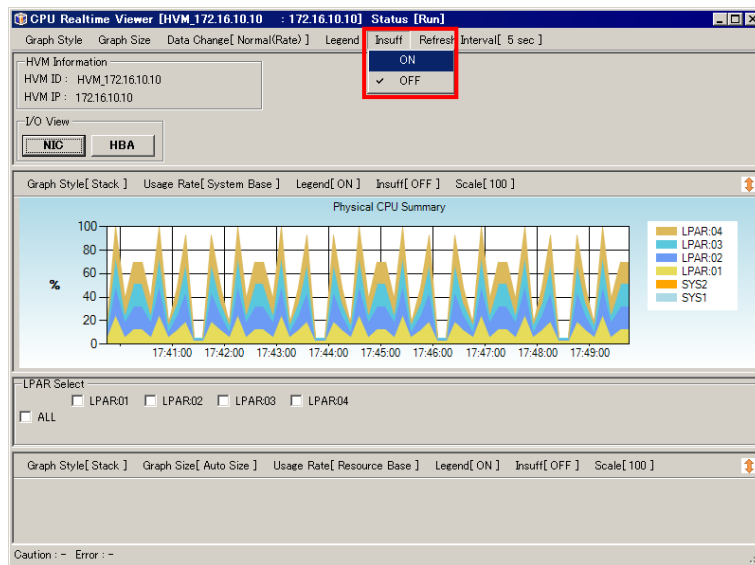 CPU Realtime Viewer [HVM_172.16.10.10 : 172.16.10.10] Status [Run]
Graph Style Graph Size Data Change[ Normal(Rate) ] Legend Insuff Refresh Interval[ 5 sec ]
ON
✓ OFF
HVM Information
HVM ID : HVM_172.16.10.10
HVM IP : 172.16.10.10
I/O View
NIC HBA
Graph Style[ Stack ] Usage Rate[ System Base ] Legend[ ON ] Insuff[ OFF ] Scale[ 100 ]
Physical CPU Summary
100
80
60
%
40
20
0
17:41:00 17:42:00 17:43:00 17:44:00 17:45:00 17:46:00 17:47:00 17:48:00 17:49:00
LPAR:04
LPAR:03
LPAR:02
LPAR:01
SYS2
SYS1
LPAR Select
ALL LPAR:01 LPAR:02 LPAR:03 LPAR:04
Graph Style[ Stack ] Graph Size[ Auto Size ] Usage Rate[ Resource Base ] Legend[ ON ] Insuff[ OFF ] Scale[ 100 ]
Caution : - Error : -